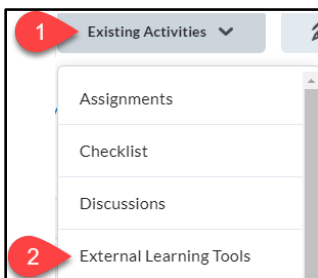 1
Existing Activities
Assignments
Checklist
Discussions
2
External Learning Tools